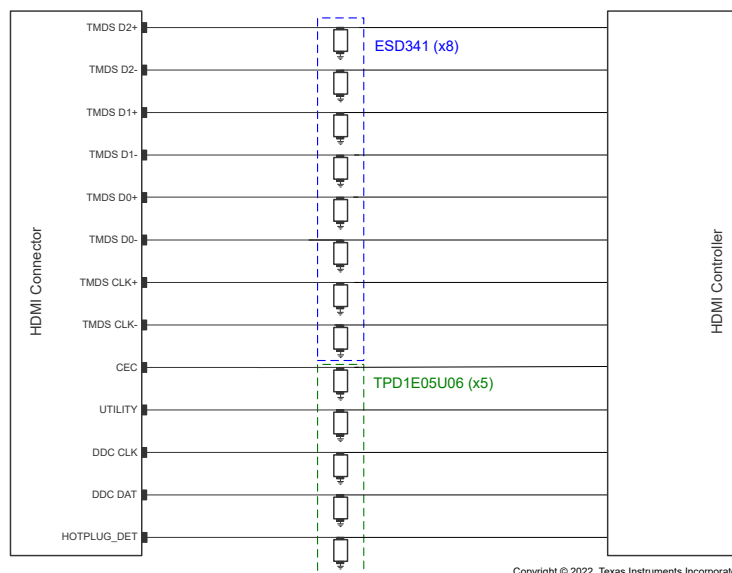 TMDS D2+
ESD341 (x8)
TMDS D2-
TMDS D1+
TMDS D1-
TMDS D0+
TMDS D0-
HDMI Connector
HDMI Controller
TMDS CLK+
TMDS CLK-
CEC
TPD1E05U06 (x5)
UTILITY
DDC CLK
DDC DAT
HOTPLUG_DET
Copyright © 2022, Texas Instruments Incorporate